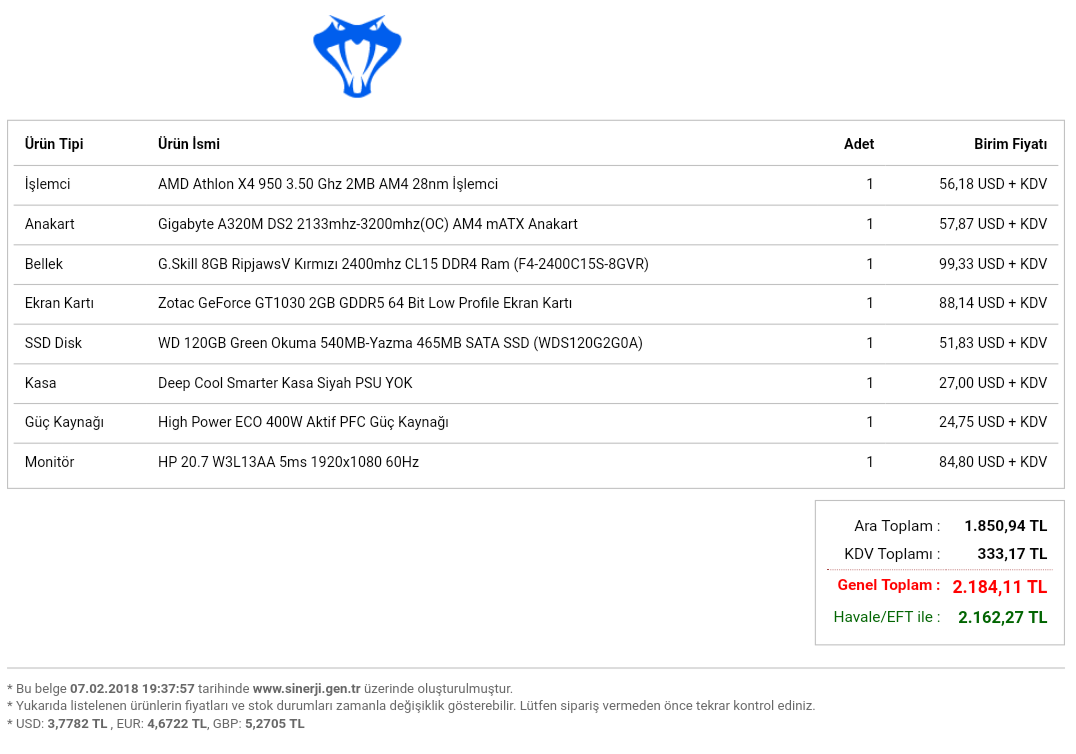 Ürün Tipi Ürün İsmi Adet Birim Fiyatı
İşlemci AMD Athlon X4 950 3.50 Ghz 2MB AM4 28nm İşlemci 1 56,18 USD + KDV
Anakart Gigabyte A320M DS2 2133mhz-3200mhz(OC) AM4 mATX Anakart 1 57,87 USD + KDV
Bellek G.Skill 8GB RipjawsV Kırmızı 2400mhz CL15 DDR4 Ram (F4-2400C15S-8GVR) 1 99,33 USD + KDV
Ekran Kartı Zotac GeForce GT1030 2GB GDDR5 64 Bit Low Profile Ekran Kartı 1 88,14 USD + KDV
SSD Disk WD 120GB Green Okuma 540MB-Yazma 465MB SATA SSD (WDS120G2G0A) 1 51,83 USD + KDV
Kasa Deep Cool Smarter Kasa Siyah PSU YOK 1 27,00 USD + KDV
Güç Kaynağı High Power ECO 400W Aktif PFC Güç Kaynağı 1 24,75 USD + KDV
Monitör HP 20.7 W3L13AA 5ms 1920x1080 60Hz 1 84,80 USD + KDV
Ara Toplam : 1.850,94 TL
KDV Toplamı : 333,17 TL
Genel Toplam : 2.184,11 TL
Havale/EFT ile : 2.162,27 TL
* Bu belge 07.02.2018 19:37:57 tarihinde www.sinerji.gen.tr üzerinde oluşturulmuştur.
* Yukarıda listelenen ürünlerin fiyatları ve stok durumları zamanla değişiklik gösterebilir. Lütfen sipariş vermeden önce tekrar kontrol ediniz.
* USD: 3,7782 TL , EUR: 4,6722 TL, GBP: 5,2705 TL